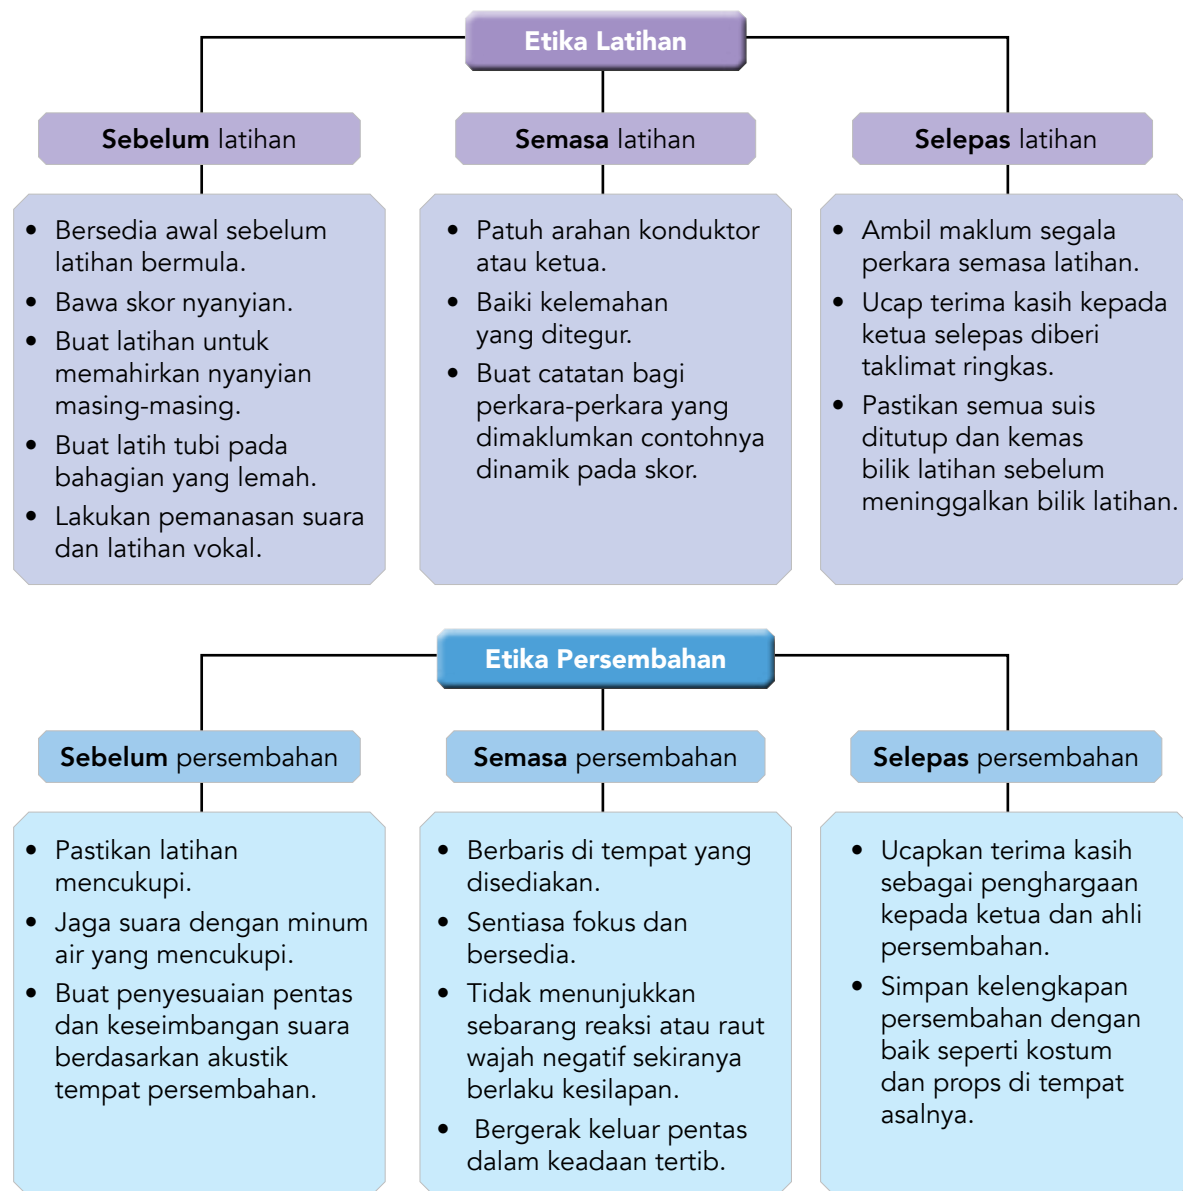 Etika Latihan
Sebelum latihan
• Bersedia awal sebelum
latihan bermula.
• Bawa skor nyanyian.
• Buat latihan untuk
memahirkan nyanyian
masing-masing.
• Buat latih tubi pada
bahagian yang lemah.
• Lakukan pemanasan suara
dan latihan vokal.
Semasa latihan
• Patuh arahan konduktor
atau ketua.
• Baiki kelemahan
yang ditegur.
• Buat catatan bagi
perkara-perkara yang
dimaklumkan contohnya
dinamik pada skor.
Selepas latihan
• Ambil maklum segala
perkara semasa latihan.
• Ucap terima kasih kepada
ketua selepas diberi
taklimat ringkas.
• Pastikan semua suis
ditutup dan kemas
bilik latihan sebelum
meninggalkan bilik latihan.
Etika Persembahan
Sebelum persembahan
• Pastikan latihan
mencukupi.
• Jaga suara dengan minum
air yang mencukupi.
• Buat penyesuaian pentas
dan keseimbangan suara
berdasarkan akustik
tempat persembahan.
Semasa persembahan
• Berbaris di tempat yang
disediakan.
• Sentiasa fokus dan
bersedia.
• Tidak menunjukkan
sebarang reaksi atau raut
wajah negatif sekiranya
berlaku kesilapan.
• Bergerak keluar pentas
dalam keadaan tertib.
Selepas persembahan
• Ucapkan terima kasih
sebagai penghargaan
kepada ketua dan ahli
persembahan.
• Simpan kelengkapan
persembahan dengan
baik seperti kostum
dan props di tempat
asalnya.